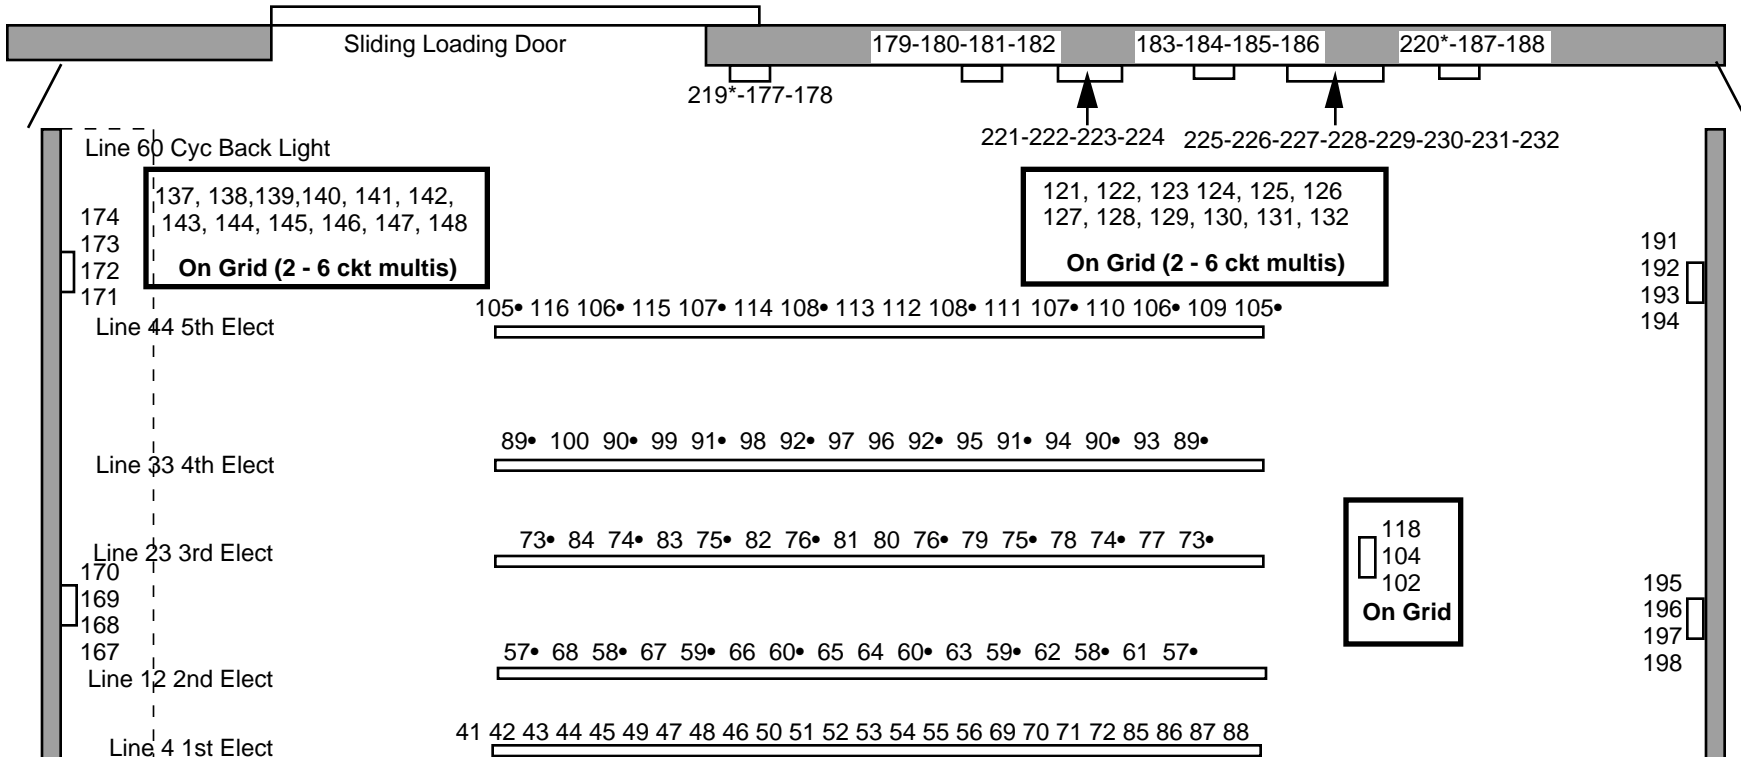 Sliding Loading Door
179-180-181-182
183-184-185-186
220*-187-188
219*-177-178
221-222-223-224
225-226-227-228-229-230-231-232
Line 60 Cyc Back Light
137, 138,139,140, 141, 142,
143, 144, 145, 146, 147, 148
On Grid (2 - 6 ckt multis)
121, 122, 123 124, 125, 126
127, 128, 129, 130, 131, 132
On Grid (2 - 6 ckt multis)
174
173
172
171
191
192
193
194
105• 116 106• 115 107• 114 108• 113 112 108• 111 107• 110 106• 109 105•
Line 44 5th Elect
89• 100 90• 99 91• 98 92• 97 96 92• 95 91• 94 90• 93 89•
Line 33 4th Elect
73• 84 74• 83 75• 82 76• 81 80 76• 79 75• 78 74• 77 73•
Line 23 3rd Elect
118
104
102
On Grid
170
169
168
167
195
196
197
198
57• 68 58• 67 59• 66 60• 65 64 60• 63 59• 62 58• 61 57•
Line 12 2nd Elect
41 42 43 44 45 49 47 48 46 50 51 52 53 54 55 56 69 70 71 72 85 86 87 88
Line 4 1st Elect